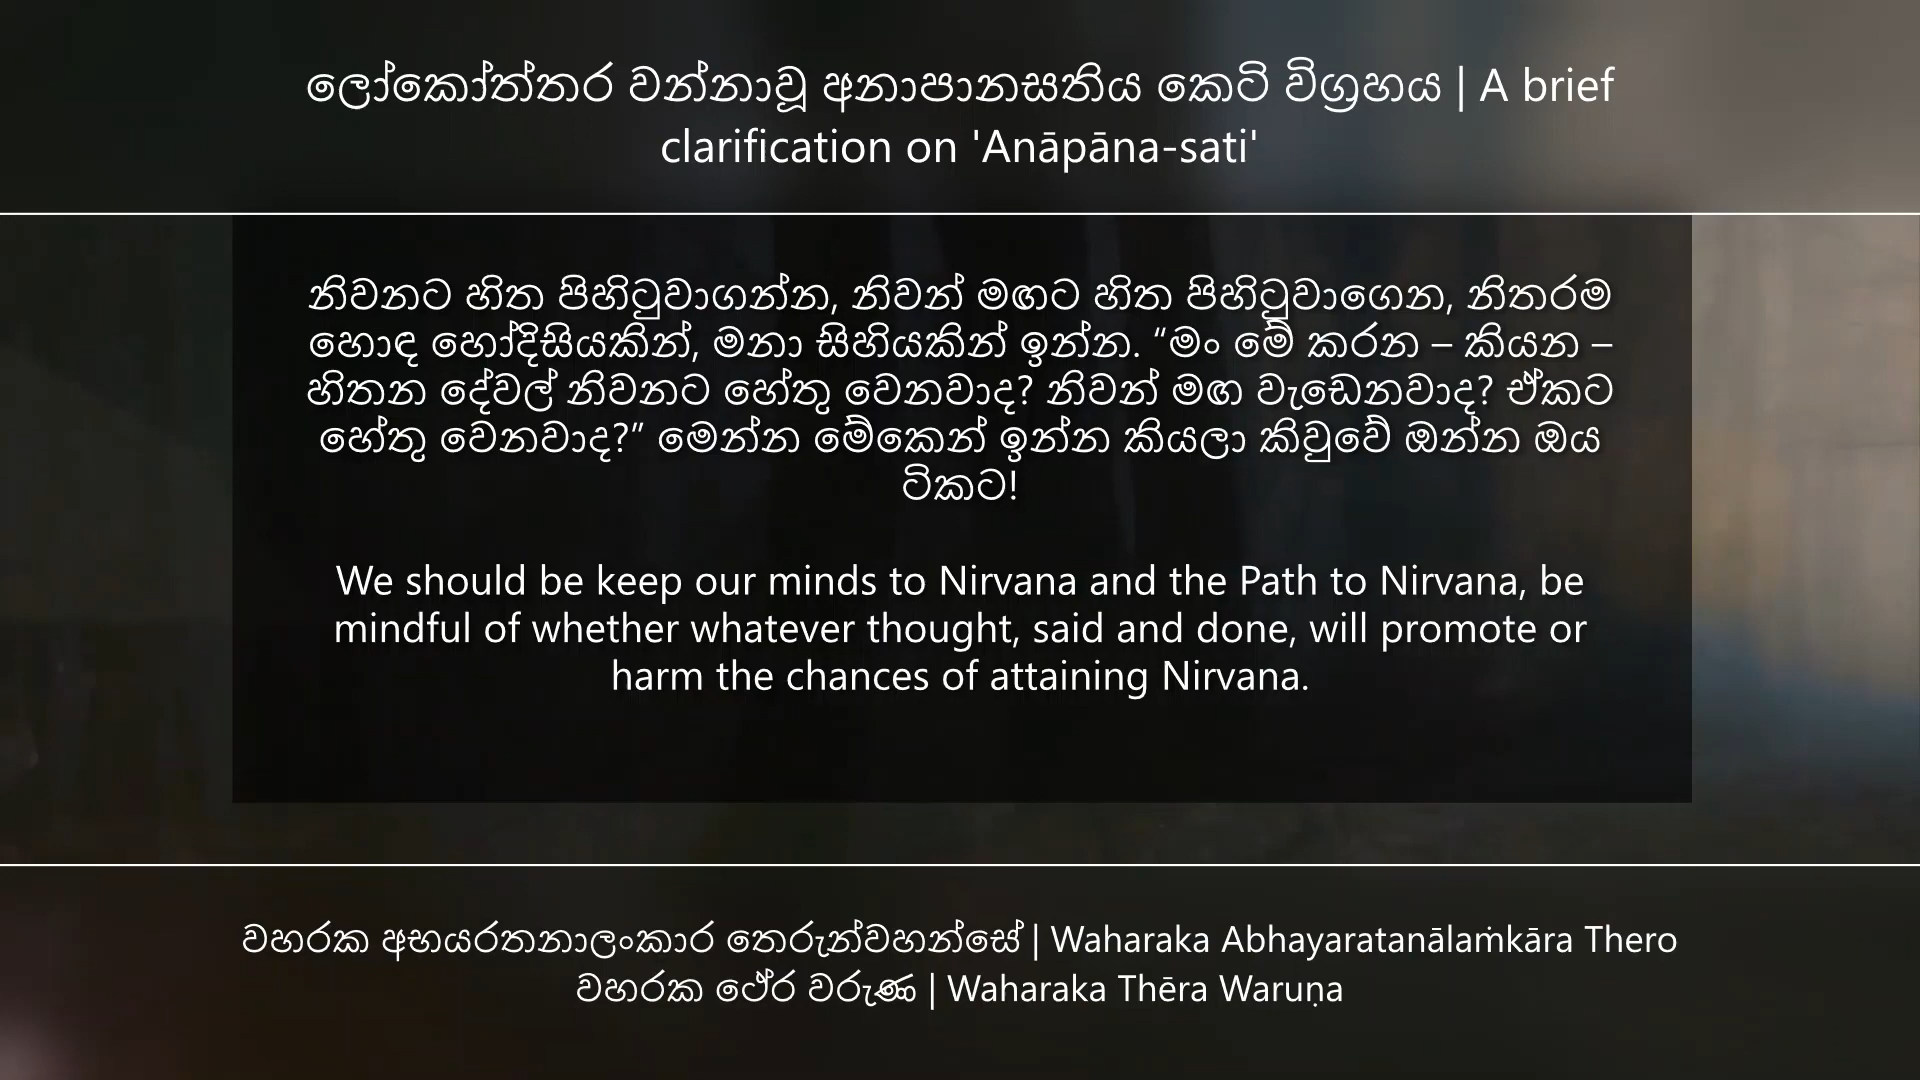 ලෝකෝත්තර වන්නාවූ අනාපානසතිය කෙටි විග්‍රහය | A brief
clarification on 'Anāpāna-sati'
නිවනට හිත පිහිටුවාගන්න, නිවන් මඟට හිත පිහිටුවාගෙන, නිතරම
හොඳ හෝදිසියකින්, මනා සිහියකින් ඉන්න. “මං මේ කරන – කියන –
හිතන දේවල් නිවනට හේතු වෙනවාද? නිවන් මඟ වැඩෙනවාද? ඒකට
හේතු වෙනවාද?” මෙන්න මේකෙන් ඉන්න කියලා කිවුවේ ඔන්න ඔය
ටිකට!
We should be keep our minds to Nirvana and the Path to Nirvana, be
mindful of whether whatever thought, said and done, will promote or
harm the chances of attaining Nirvana.
වහරක අභයරතනාලංකාර තෙරුන්වහන්සේ | Waharaka Abhayaratanālaṁkāra Thero
වහරක ථේර වරුණ | Waharaka Thēra Waruṇa